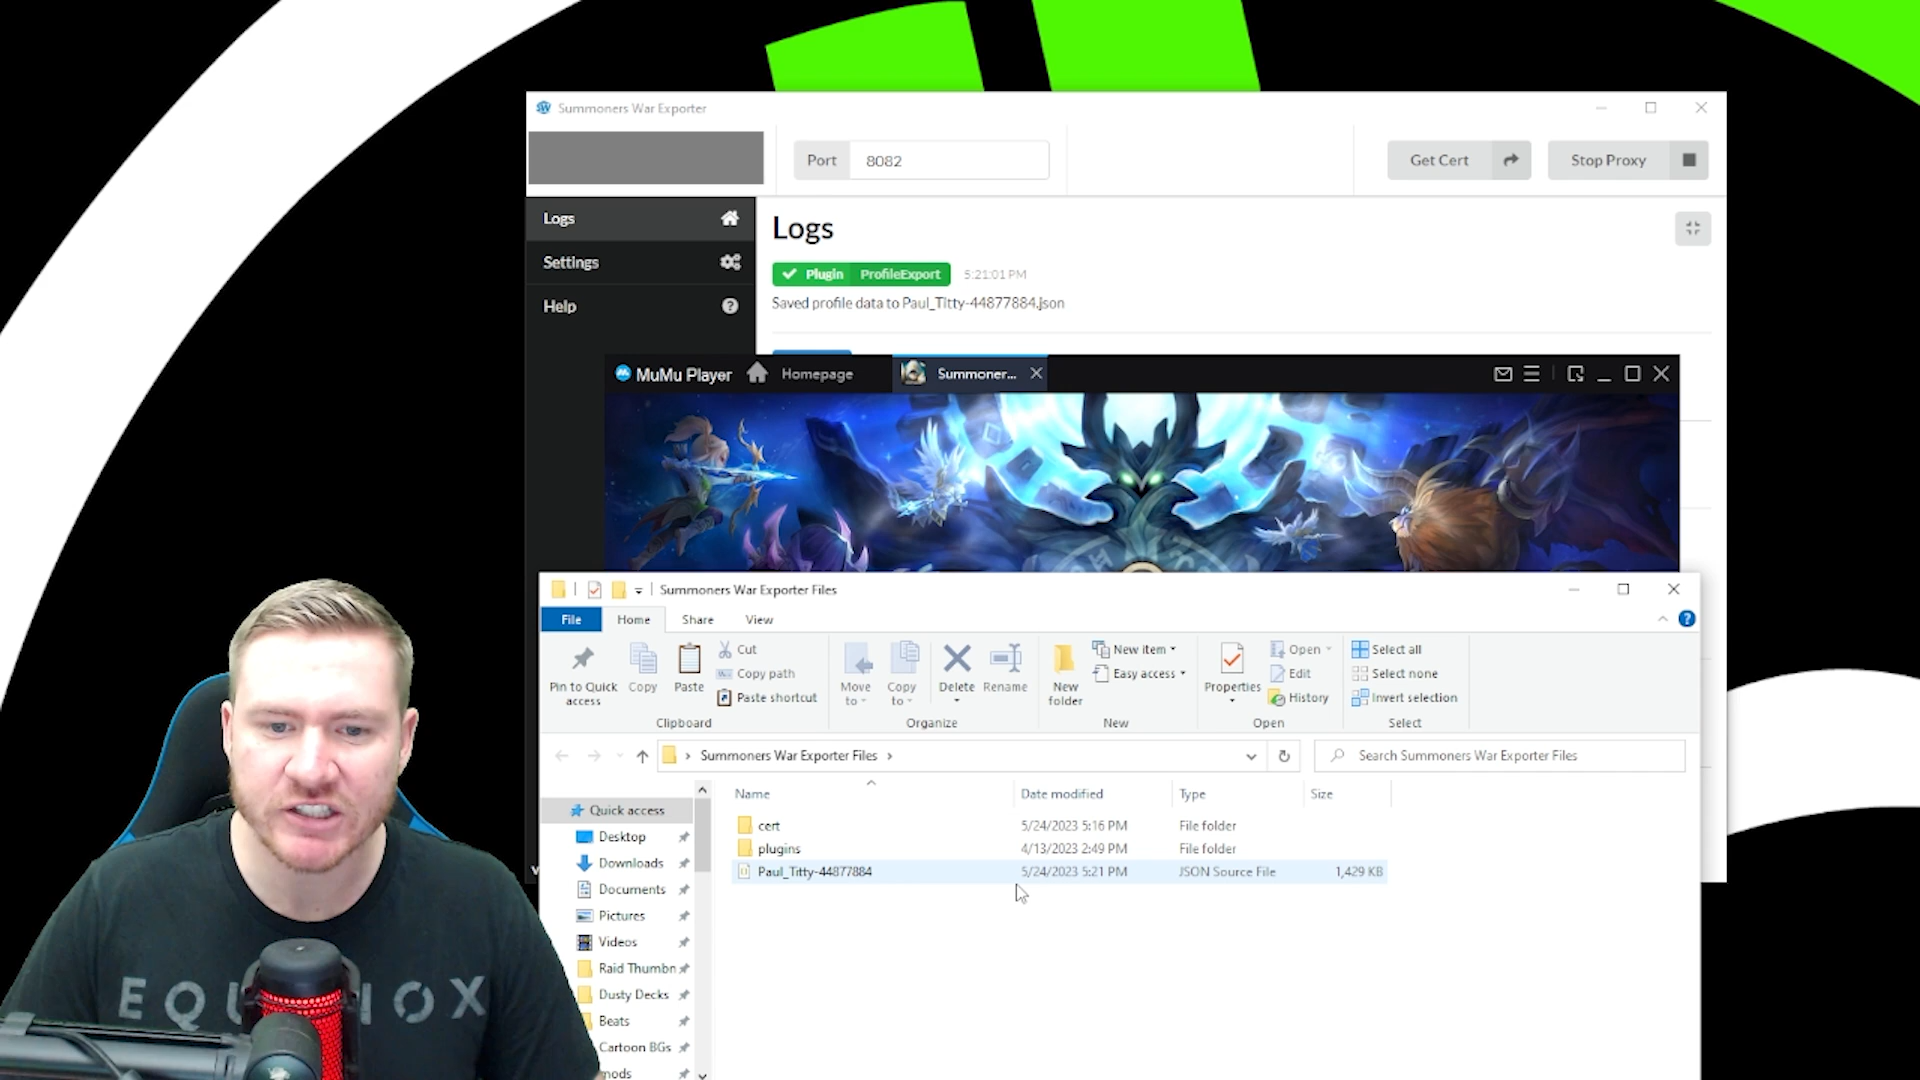 Summoners War Exporter
Port 8082
Get Cert
Stop Proxy
Logs
Settings
Help
Logs
Plugin ProfileExport 5:21:01 PM
Saved profile data to Paul_Titty-44877884.json
MuMu Player Homepage Summoner...
Summoners War Exporter Files
File Home Share View
Pin to Quick access
Copy
Paste
Cut
Copy path
Paste shortcut
Clipboard
Move to
Copy to
Delete
Rename
Organize
New folder
New item
Easy access
New
Properties
Open
Edit
History
Open
Select all
Select none
Invert selection
Select
Summoners War Exporter Files
Search Summoners War Exporter Files
Name Date modified Type Size
cert 5/24/2023 5:16 PM File folder
plugins 4/13/2023 2:49 PM File folder
Paul_Titty-44877884 5/24/2023 5:21 PM JSON Source File 1,429 KB
Quick access
Desktop
Downloads
Documents
Pictures
Videos
Raid Thumbn
Dusty Decks
Beats
Cartoon BGs
mods